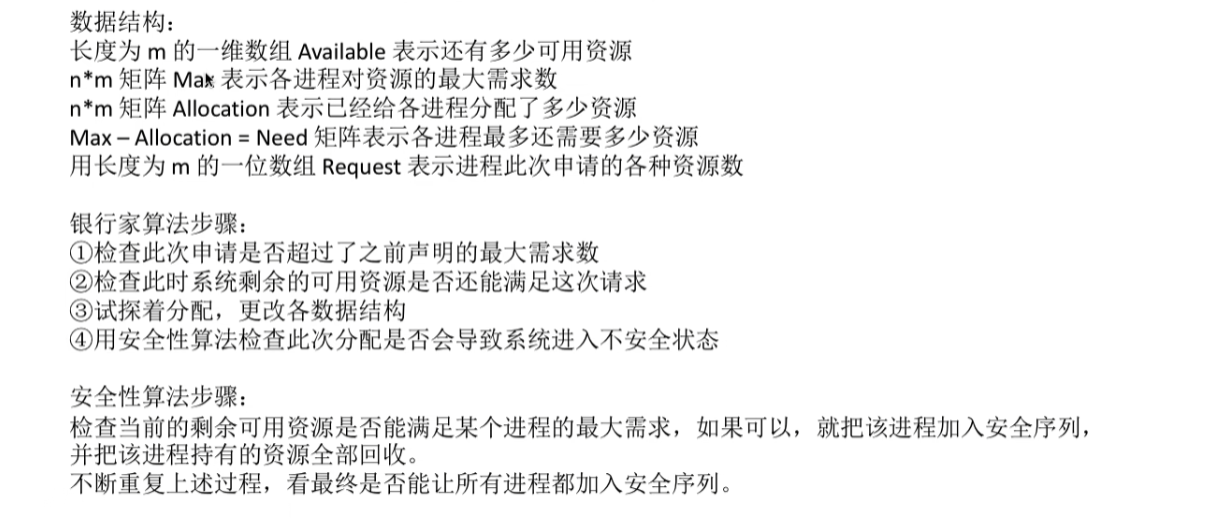 数据结构：
长度为 m 的一维数组 Available 表示还有多少可用资源
n*m 矩阵 Max 表示各进程对资源的最大需求数
n*m 矩阵 Allocation 表示已经给各进程分配了多少资源
Max – Allocation = Need 矩阵表示各进程最多还需要多少资源
用长度为 m 的一位数组 Request 表示进程此次申请的各种资源数
银行家算法步骤：
①检查此次申请是否超过了之前声明的最大需求数
②检查此时系统剩余的可用资源是否还能满足这次请求
③试探着分配，更改各数据结构
④用安全性算法检查此次分配是否会导致系统进入不安全状态
安全性算法步骤：
检查当前的剩余可用资源是否能满足某个进程的最大需求，如果可以，就把该进程加入安全序列，
并把该进程持有的资源全部回收。
不断重复上述过程，看最终是否能让所有进程都加入安全序列。